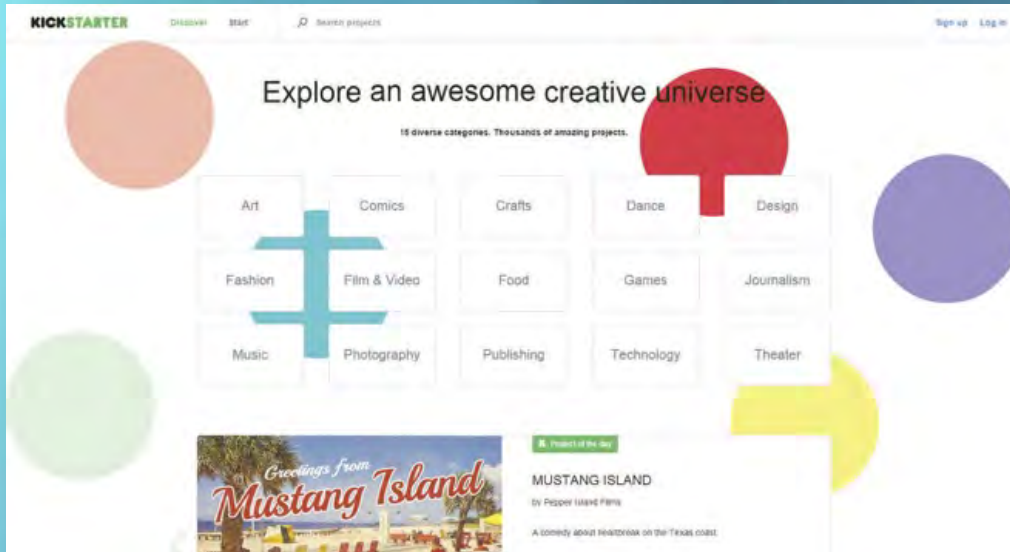 KICKSTARTER Discover Start Search projects Sign up Log in
Explore an awesome creative universe
15 diverse categories. Thousands of amazing projects.
Art Comics Crafts Dance Design
Fashion Film & Video Food Games Journalism
Music Photography Publishing Technology Theater
Greetings from
Mustang Island
Project of the day
MUSTANG ISLAND
by Pepper Island Films
A comedy about heartbreak on the Texas coast.